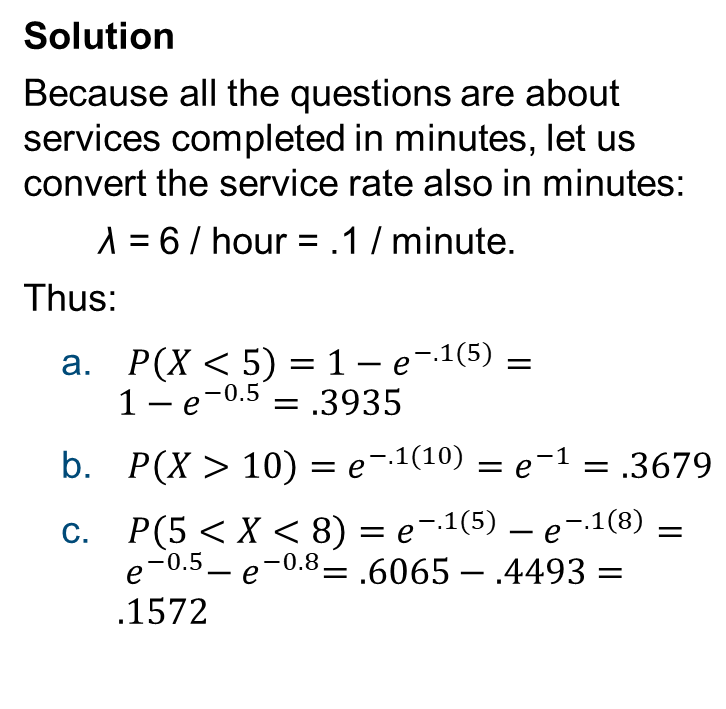 Solution
Because all the questions are about
services completed in minutes, let us
convert the service rate also in minutes:
λ = 6 / hour = .1 / minute.
Thus:
a. P(X < 5) = 1 − e^{−.1(5)} =
1 − e^{−0.5} = .3935
b. P(X > 10) = e^{−.1(10)} = e^{−1} = .3679
c. P(5 < X < 8) = e^{−.1(5)} − e^{−.1(8)} =
e^{−0.5} − e^{−0.8} = .6065 − .4493 =
.1572